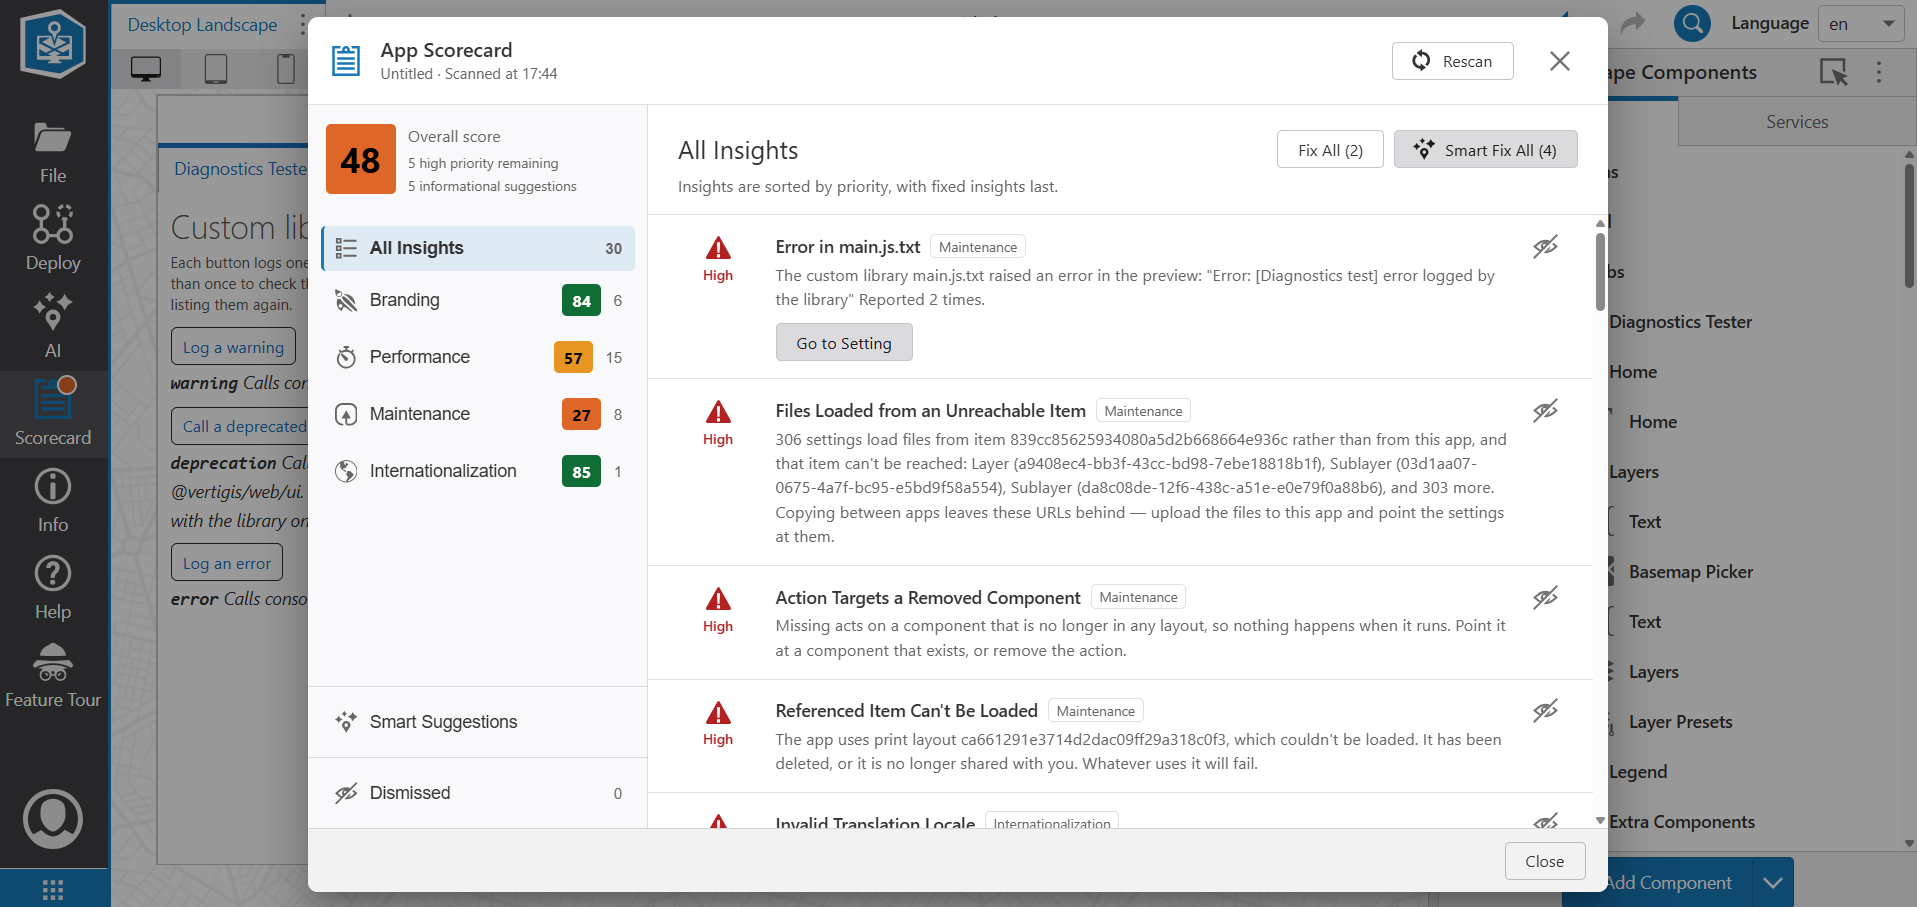 Desktop Landscape
Language
en
File
Deploy
AI
Scorecard
Info
Help
Feature Tour
Diagnostics Teste
Custom lib
Each button logs one
than once to check t
listing them again.
Log a warning
warning Calls con
Call a deprecated
deprecation Cal
@vertigis/web/ui.
with the library on
Log an error
error Calls conso
App Scorecard
Untitled · Scanned at 17:44
Rescan
48
Overall score
5 high priority remaining
5 informational suggestions
All Insights 30
Branding 84 6
Performance 57 15
Maintenance 27 8
Internationalization 85 1
Smart Suggestions
Dismissed 0
All Insights
Insights are sorted by priority, with fixed insights last.
Fix All (2)
Smart Fix All (4)
High
Error in main.js.txt Maintenance
The custom library main.js.txt raised an error in the preview: "Error: [Diagnostics test] error logged by
the library" Reported 2 times.
Go to Setting
High
Files Loaded from an Unreachable Item Maintenance
306 settings load files from item 839cc85625934080a5d2b668664e936c rather than from this app, and
that item can't be reached: Layer (a9408ec4-bb3f-43cc-bd98-7ebe18818b1f), Sublayer (03d1aa07-
0675-4a7f-bc95-e5bd9f58a554), Sublayer (da8c08de-12f6-438c-a51e-e0e79f0a88b6), and 303 more.
Copying between apps leaves these URLs behind — upload the files to this app and point the settings
at them.
High
Action Targets a Removed Component Maintenance
Missing acts on a component that is no longer in any layout, so nothing happens when it runs. Point it
at a component that exists, or remove the action.
High
Referenced Item Can't Be Loaded Maintenance
The app uses print layout ca661291e3714d2dac09ff29a318c0f3, which couldn't be loaded. It has been
deleted, or it is no longer shared with you. Whatever uses it will fail.
Invalid Translation Locale Internationalization
Close
ape Components
Services
ns
bs
Diagnostics Tester
Home
Home
Layers
Text
Basemap Picker
Text
Layers
Layer Presets
Legend
Extra Components
Add Component